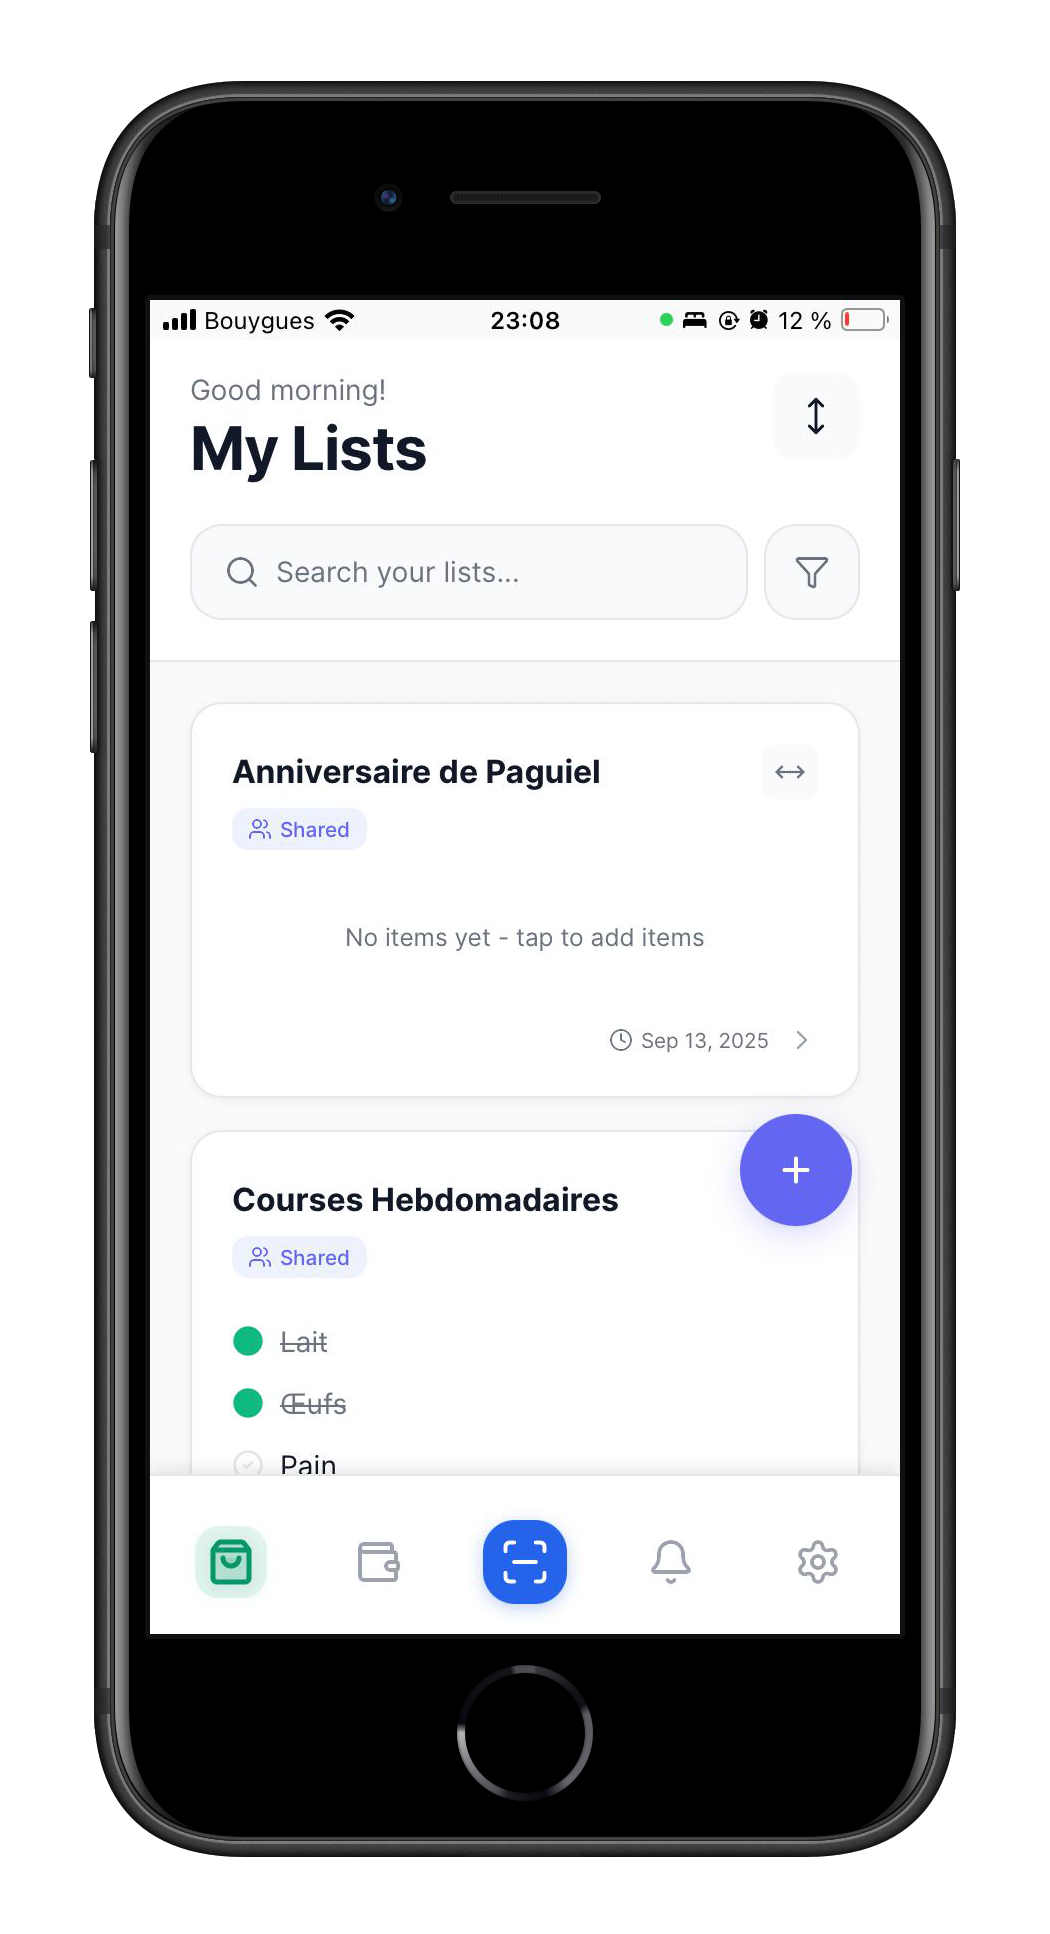 Bouygues 23:08 12 %
Good morning!
My Lists
Search your lists...
Anniversaire de Paguiel
Shared
No items yet - tap to add items
Sep 13, 2025
Courses Hebdomadaires
Shared
Lait
Œufs
Pain